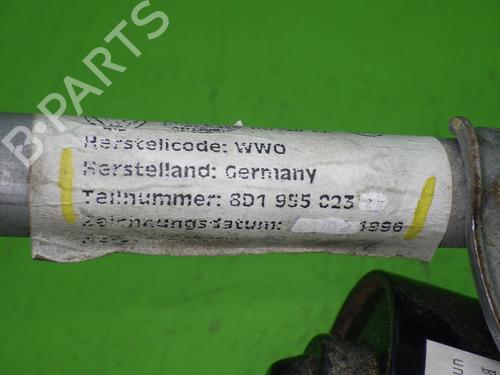 B-PARTS
Herstellcode: WWO
Herstelland: Germany
Teilnummer: 8D1 955 023
Zeichnungsdatum: 1996